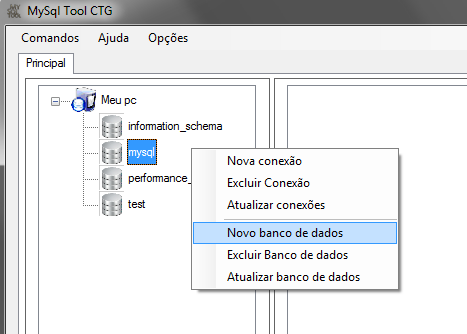 MySql Tool CTG
Comandos Ajuda Opções
Principal
Meu pc
information_schema
mysql
performance_
test
Nova conexão
Excluir Conexão
Atualizar conexões
Novo banco de dados
Excluir Banco de dados
Atualizar banco de dados